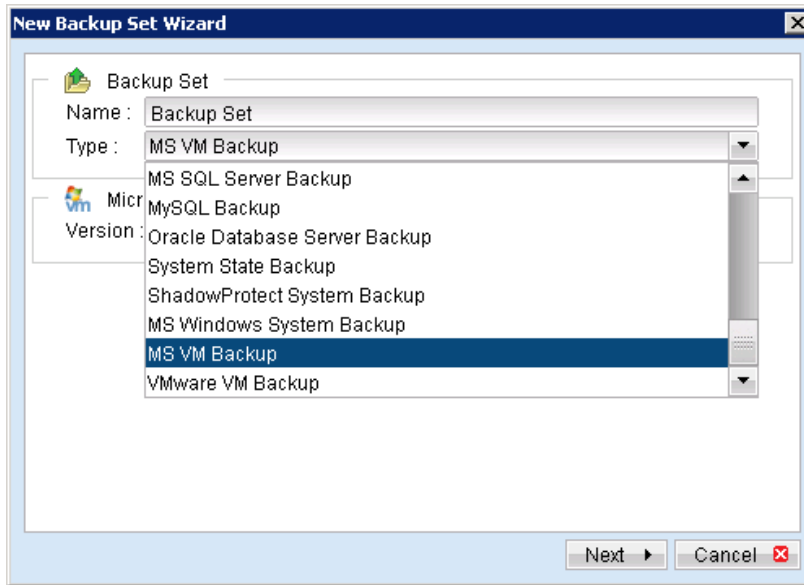 New Backup Set Wizard
Backup Set
Name : Backup Set
Type : MS VM Backup
MS SQL Server Backup
Micr
MySQL Backup
Version :
Oracle Database Server Backup
System State Backup
ShadowProtect System Backup
MS Windows System Backup
MS VM Backup
VMware VM Backup
Next
Cancel